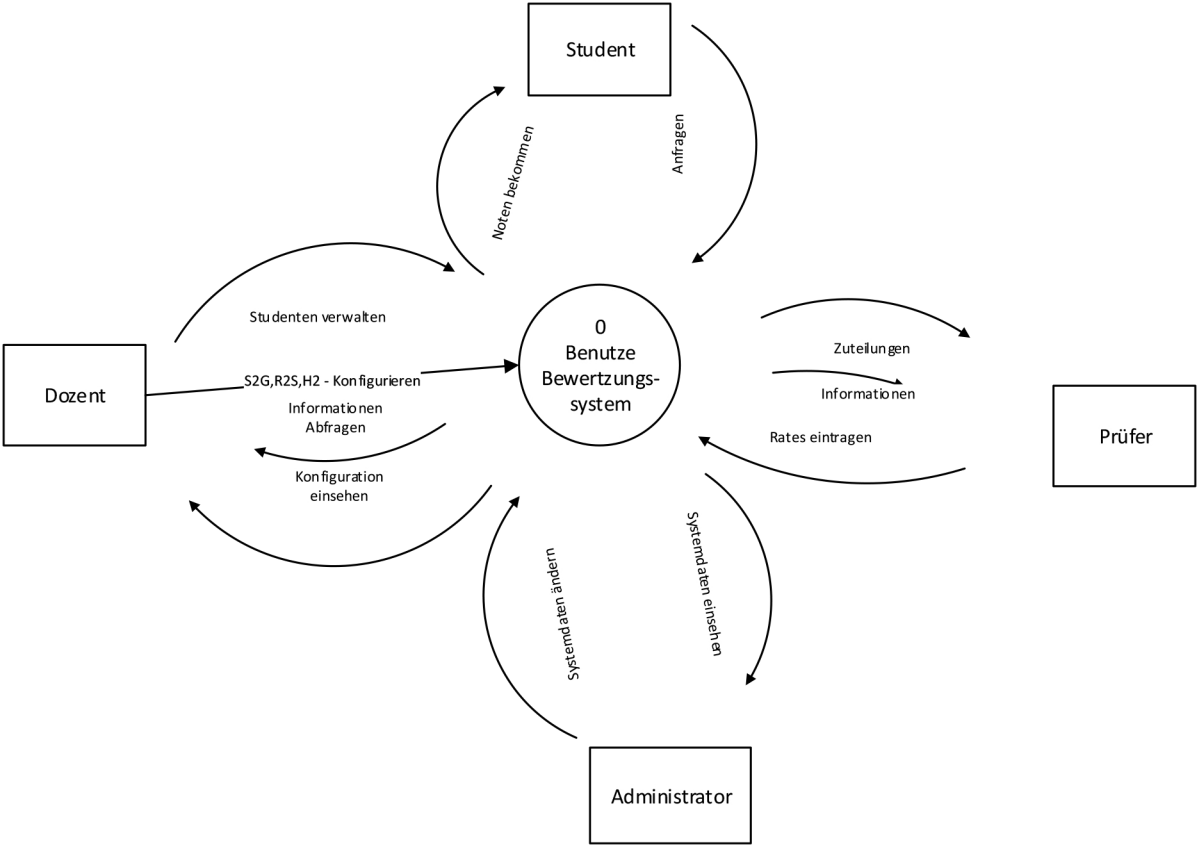 Student
Noten bekommen
Anfragen
Studenten verwalten
0
Benutze
Bewertzungs-
system
Zuteilungen
Informationen
Rates eintragen
Dozent
S2G,R2S,H2 - Konfigurieren
Informationen
Abfragen
Konfiguration
einsehen
Prüfer
Systemdaten ändern
Systemdaten einsehen
Administrator